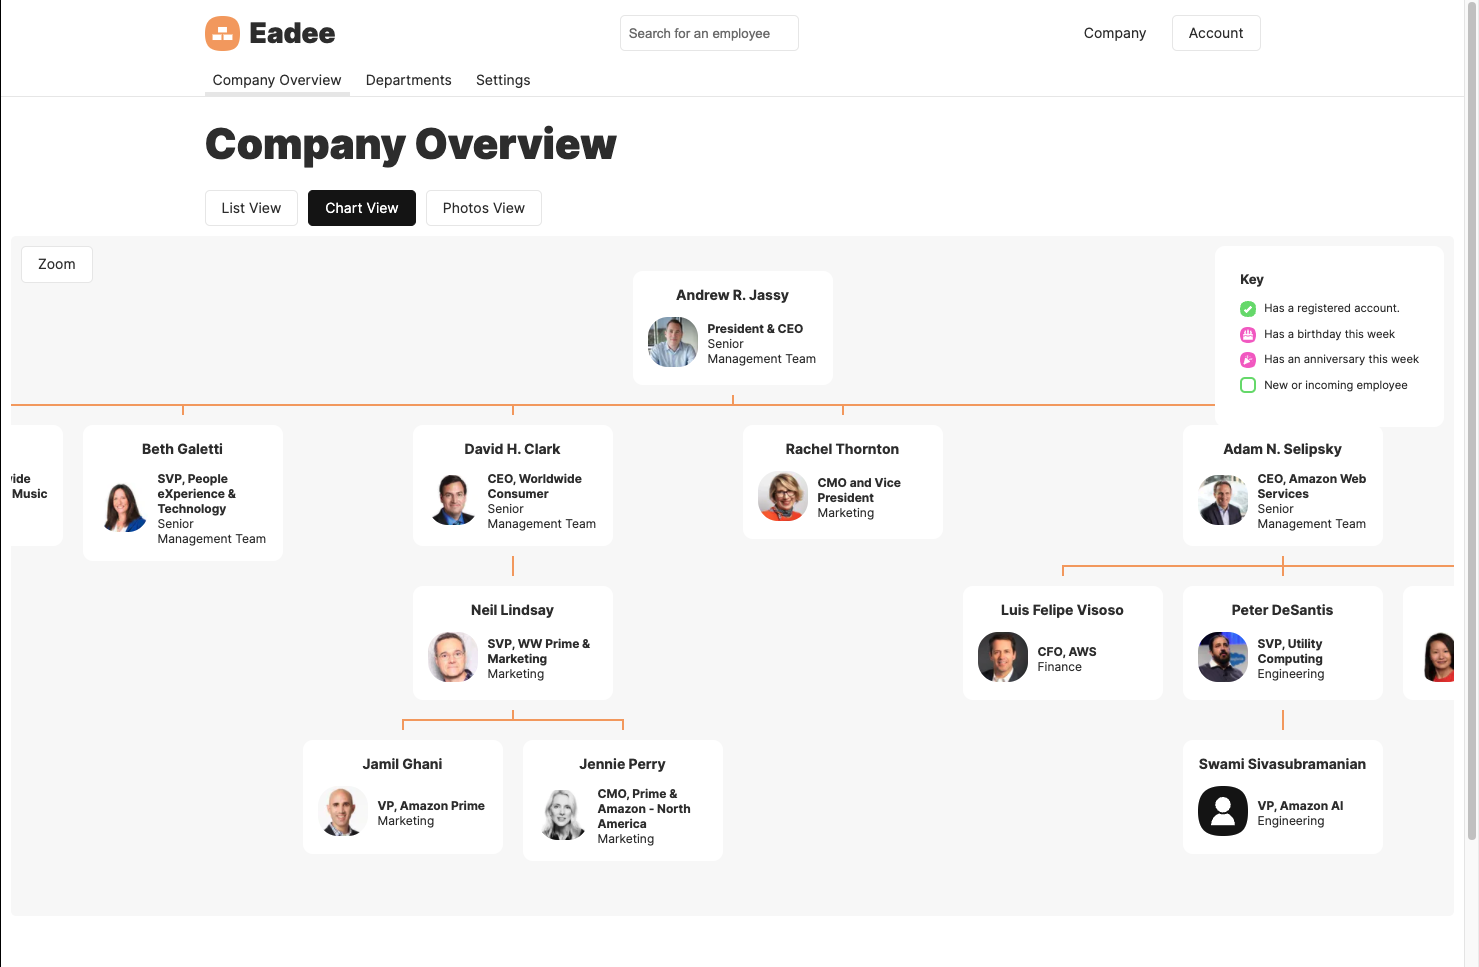 Eadee
Search for an employee
Company
Account
Company Overview
Departments
Settings
Company Overview
List View
Chart View
Photos View
Zoom
Key
Has a registered account.
Has a birthday this week
Has an anniversary this week
New or incoming employee
Andrew R. Jassy
President & CEO
Senior
Management Team
Music
Beth Galetti
SVP, People
eXperience &
Technology
Senior
Management Team
David H. Clark
CEO, Worldwide
Consumer
Senior
Management Team
Rachel Thornton
CMO and Vice
President
Marketing
Adam N. Selipsky
CEO, Amazon Web
Services
Senior
Management Team
Neil Lindsay
SVP, WW Prime &
Marketing
Marketing
Luis Felipe Visoso
CFO, AWS
Finance
Peter DeSantis
SVP, Utility
Computing
Engineering
Jamil Ghani
VP, Amazon Prime
Marketing
Jennie Perry
CMO, Prime &
Amazon - North
America
Marketing
Swami Sivasubramanian
VP, Amazon AI
Engineering